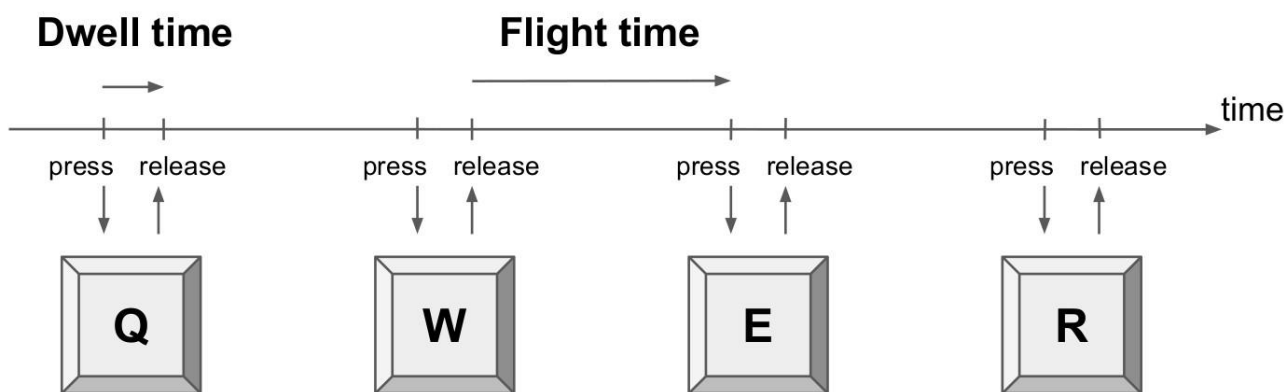 Dwell time Flight time
time
press release press release press release press release
Q W E R